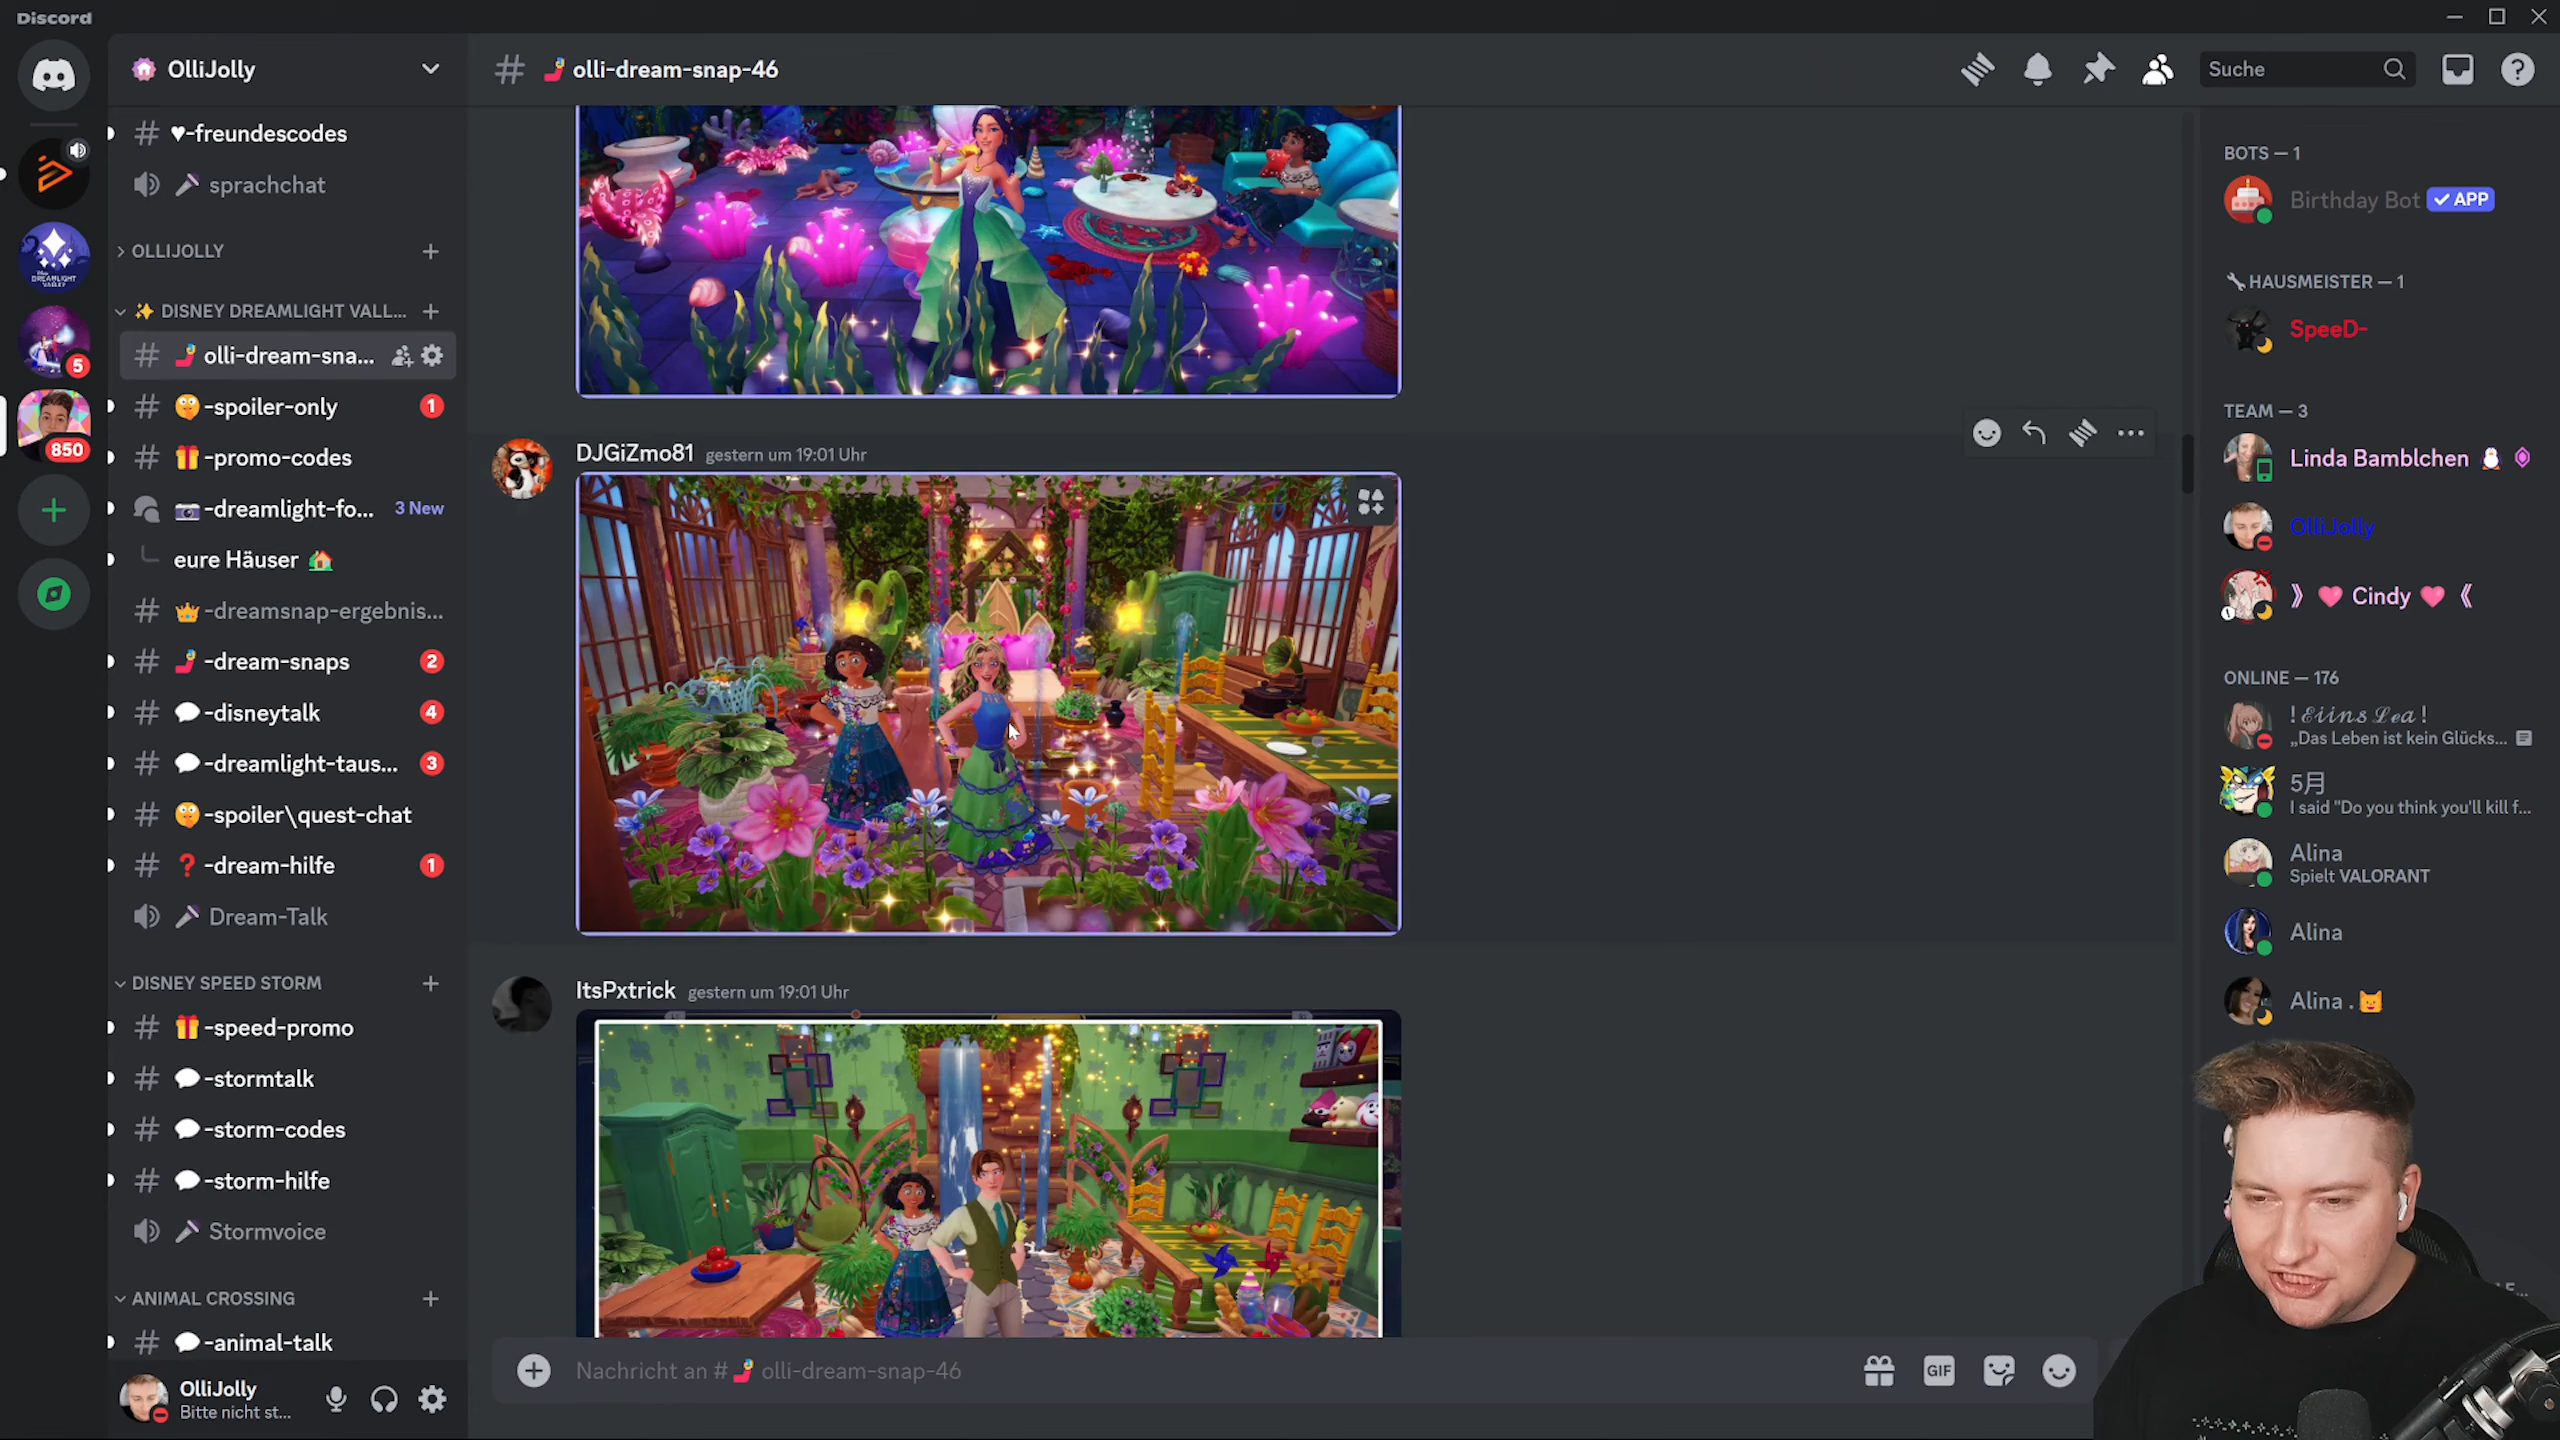 Discord
OlliJolly
♥-freundescodes
sprachchat
OLLIJOLLY
DISNEY DREAMLIGHT VALL...
olli-dream-sna...
-spoiler-only
1
-promo-codes
-dreamlight-fo...
3 New
eure Häuser
-dreamsnap-ergebnis...
-dream-snaps
2
-disneytalk
4
-dreamlight-taus...
3
-spoiler\quest-chat
-dream-hilfe
1
Dream-Talk
DISNEY SPEED STORM
-speed-promo
-stormtalk
-storm-codes
-storm-hilfe
Stormvoice
ANIMAL CROSSING
-animal-talk
OlliJolly
Bitte nicht st...
5
850
DREAMLIGHT
VALLEY
# olli-dream-snap-46
Suche
DJGiZmo81 gestern um 19:01 Uhr
ItsPxtrick gestern um 19:01 Uhr
Nachricht an # olli-dream-snap-46
GIF
BOTS — 1
Birthday Bot ✓ APP
HAUSMEISTER — 1
SpeeD-
TEAM — 3
Linda Bamblchen
OlliJolly
》 Cindy 《
ONLINE — 176
! 𝓔𝓲𝓲𝓷𝓼 𝓛𝓮𝓪 !
„Das Leben ist kein Glücks...
5月
I said "Do you think you'll kill f...
Alina
Spielt VALORANT
Alina
Alina .